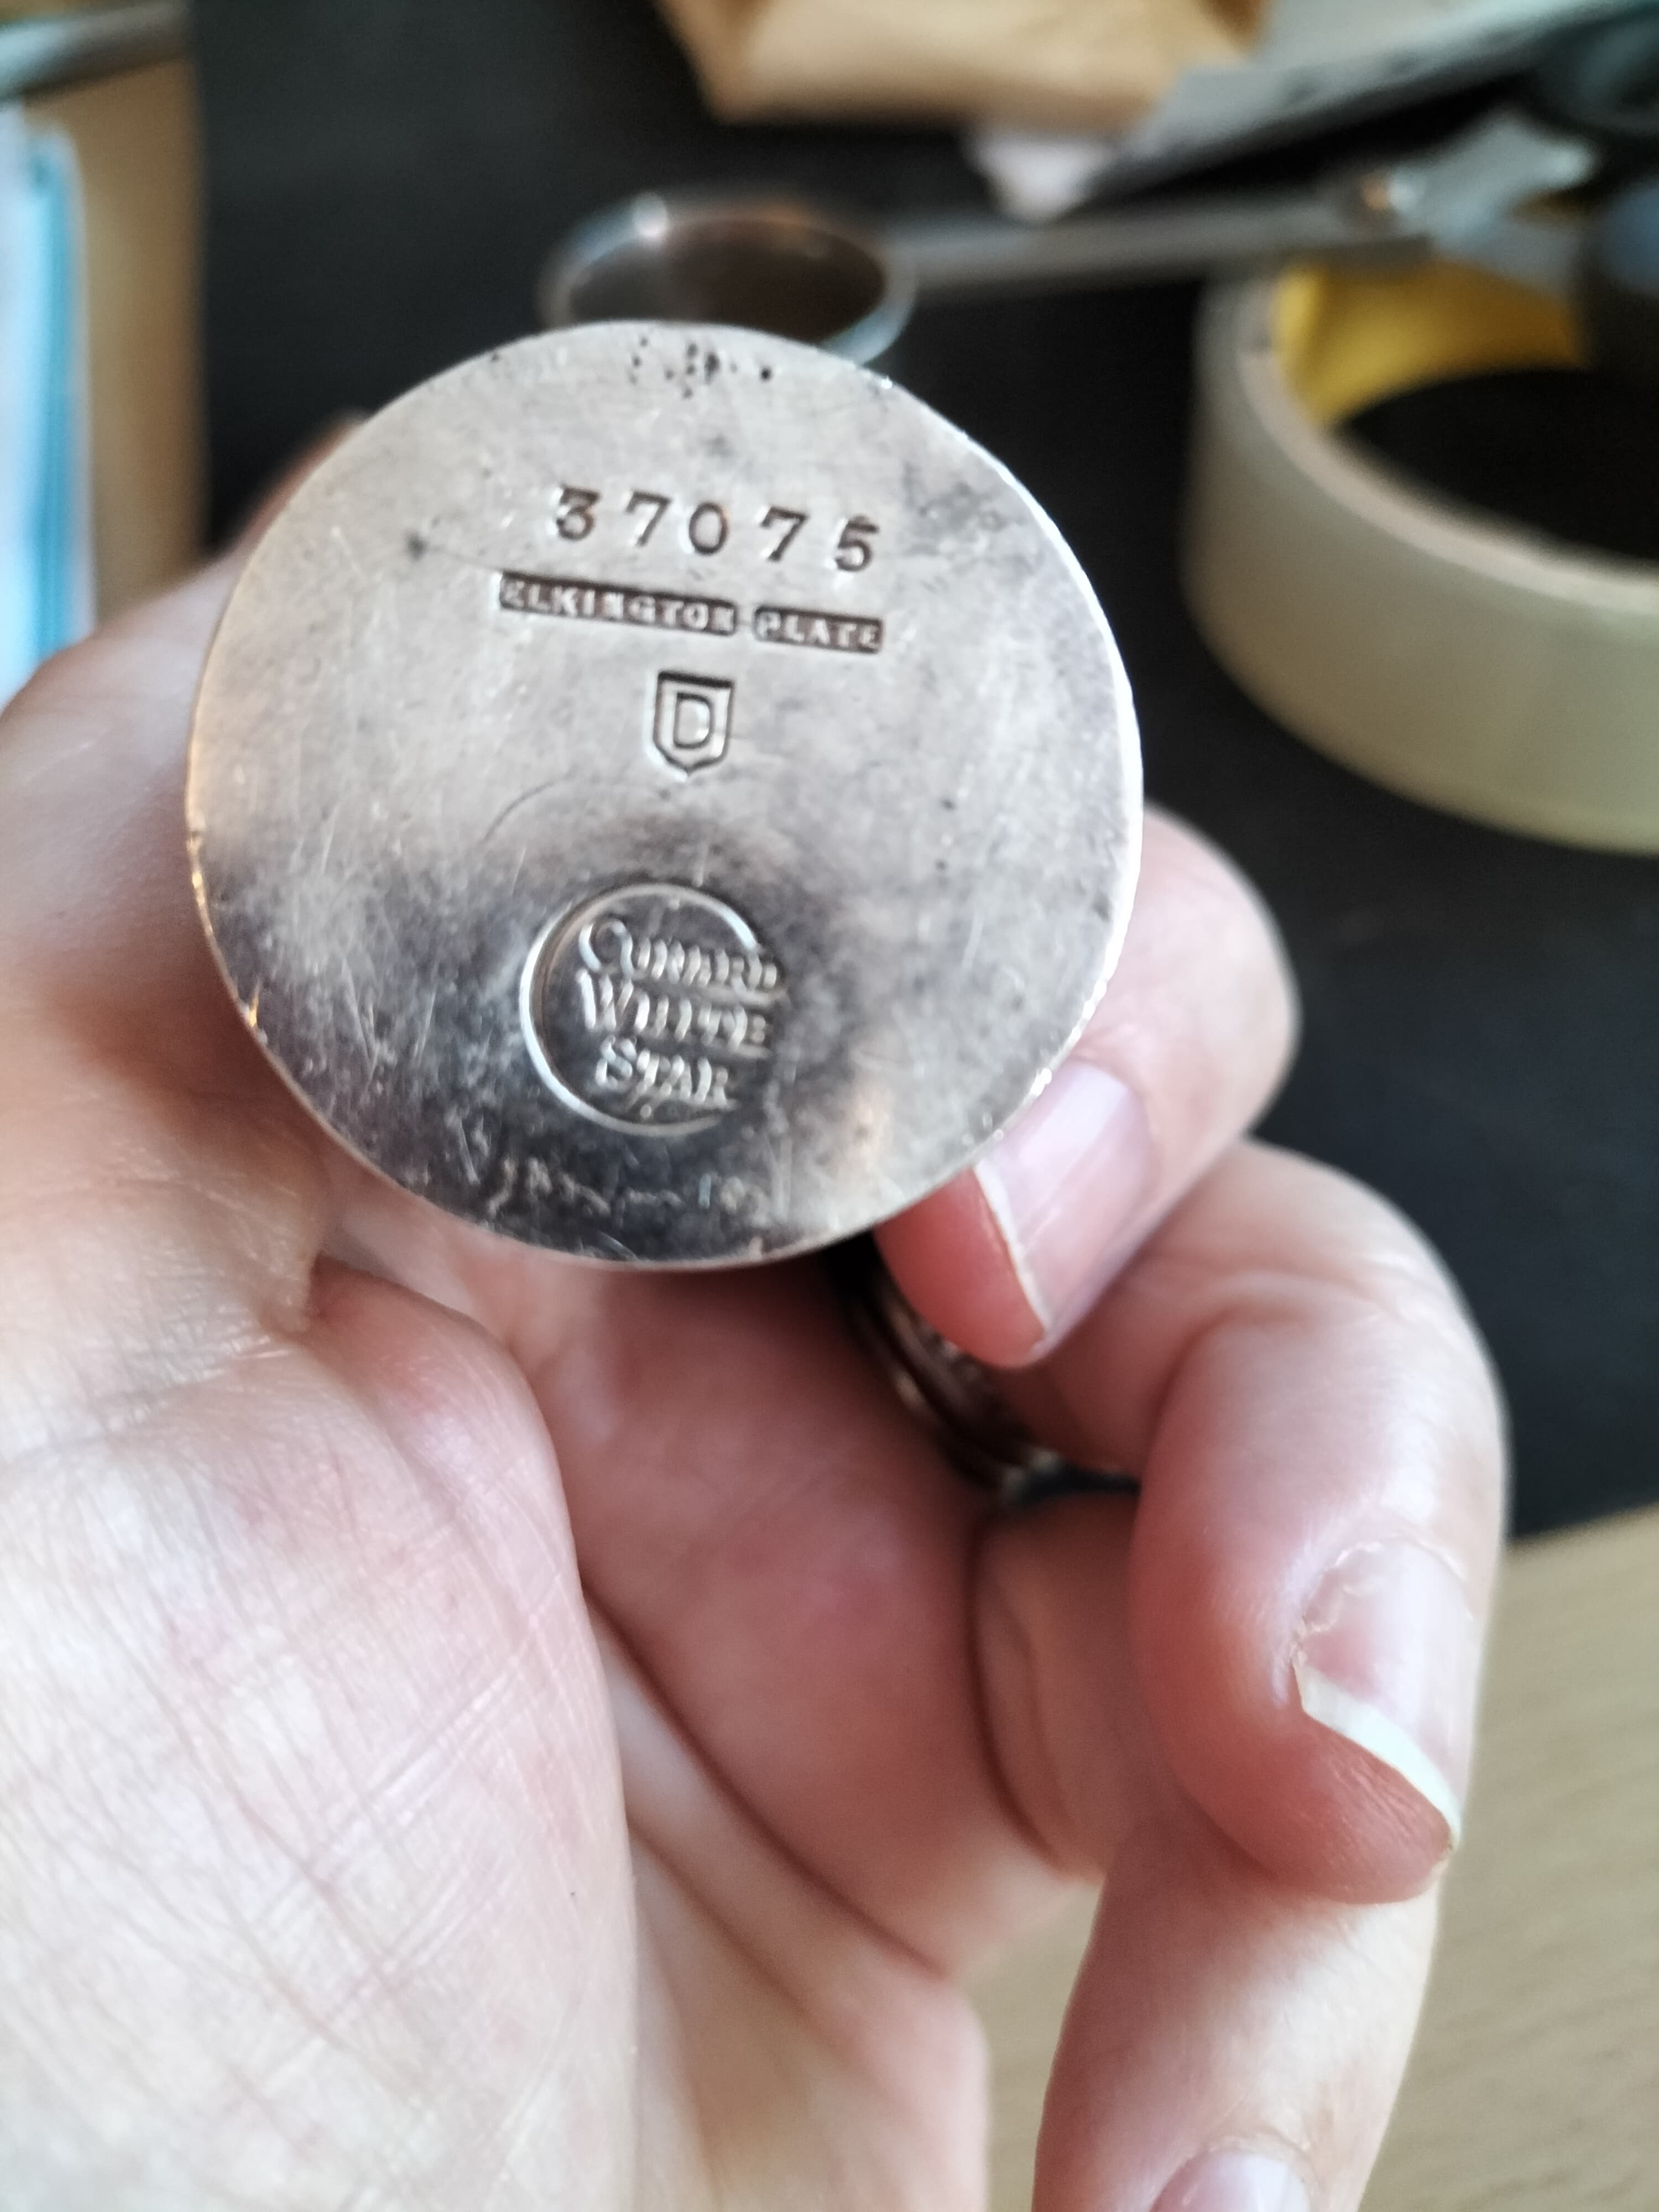 37075
ELKINGTON PLATE
D
CUNARD
WHITE
STAR